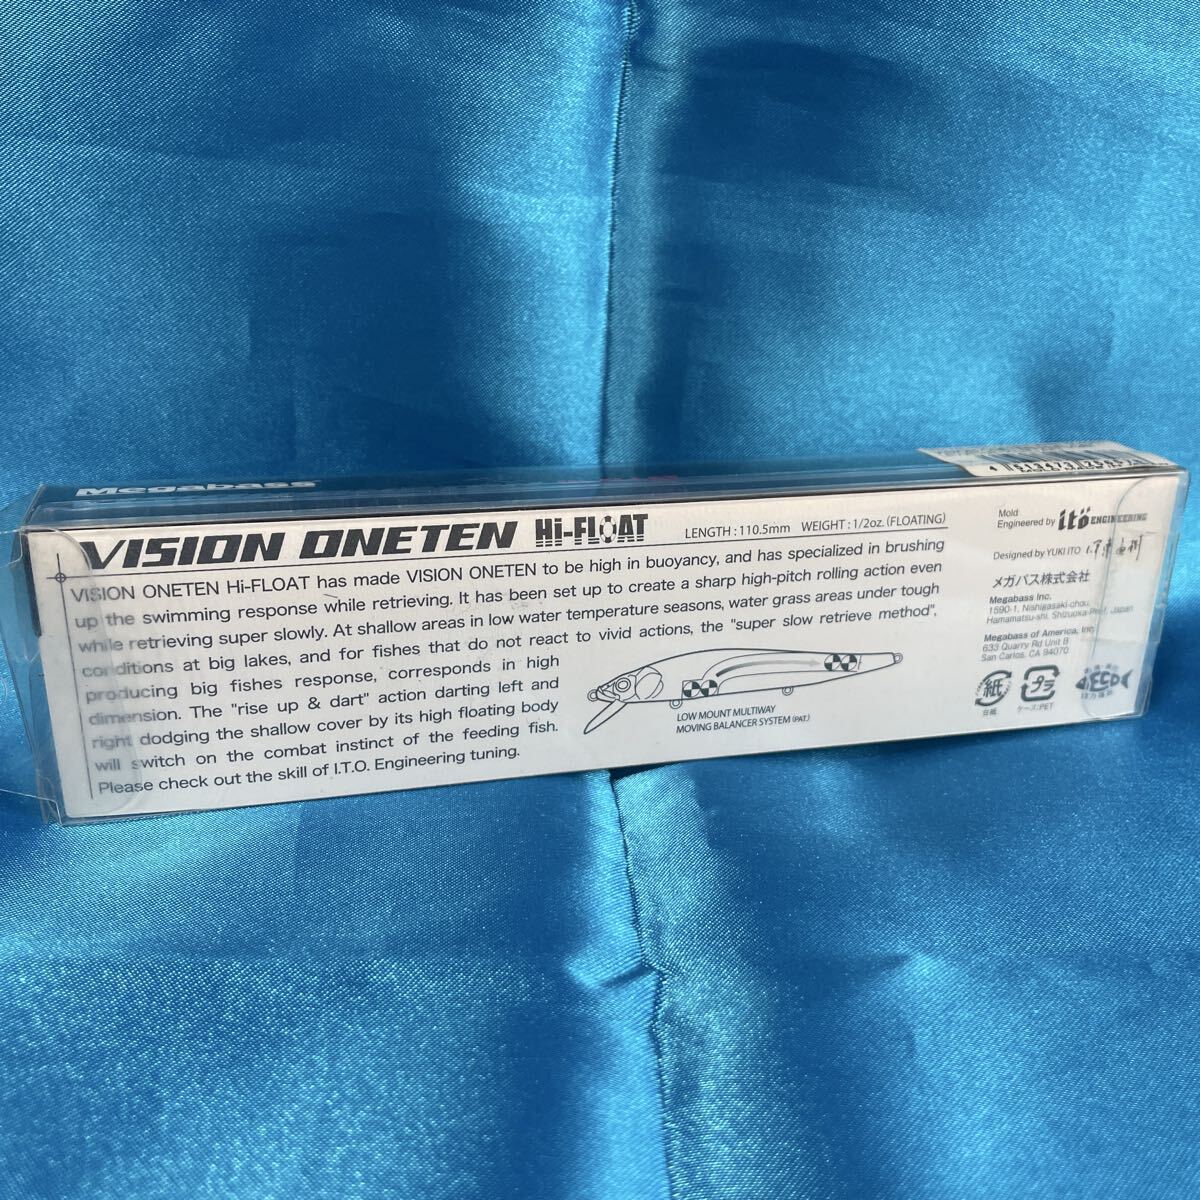 Megabass
VISION ONETEN Hi-FLOAT
LENGTH : 110.5mm WEIGHT : 1/2oz. (FLOATING)
VISION ONETEN Hi-FLOAT has made VISION ONETEN to be high in buoyancy, and has specialized in brushing
up the swimming response while retrieving. It has been set up to create a sharp high-pitch rolling action even
while retrieving super slowly. At shallow areas in low water temperature seasons, water grass areas under tough
conditions at big lakes, and for fishes that do not react to vivid actions, the "super slow retrieve method",
producing big fishes response, corresponds in high
dimension. The "rise up & dart" action darting left and
right dodging the shallow cover by its high floating body
will switch on the combat instinct of the feeding fish.
Please check out the skill of I.T.O. Engineering tuning.
LOW MOUNT MULTIWAY
MOVING BALANCER SYSTEM (PAT.)
Mold
Engineered by itö ENGINEERING
Designed by YUKI ITO
メガバス株式会社
Megabass Inc.
1590-1, Nishigasaki-chou,
Hamamatsu-shi, Shizuoka-Pref, Japan
Megabass of America, Inc.
633 Quarry Rd Unit B
San Carlos, CA 94070
紙
台紙
プラ
ケース:PET